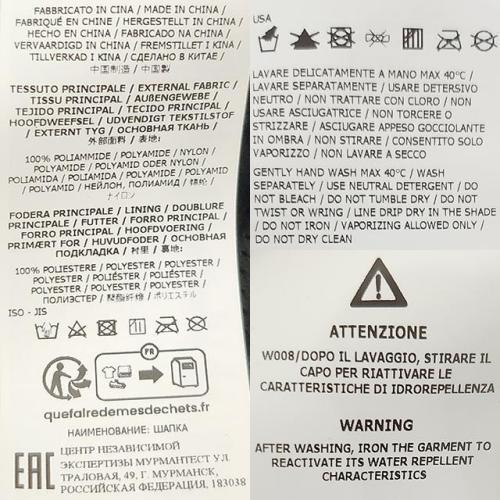 FABBRICATO IN CINA / MADE IN CHINA /
FABRIQUÉ EN CHINE / HERGESTELLT IN CHINA /
HECHO EN CHINA / FABRICADO NA CHINA /
VERVAARDIGD IN CHINA / FREMSTILLET I KINA /
TILLVERKAD I KINA / СДЕЛАНО В КИТАЕ /
中国制造 / 中国製
TESSUTO PRINCIPALE / EXTERNAL FABRIC /
TISSU PRINCIPAL / AUßENGEWEBE /
TEJIDO PRINCIPAL / TECIDO PRINCIPAL /
HOOFDWEEFSEL / UDVENDIGT TEKSTILSTOF
/ EXTERNT TYG / ОСНОВНАЯ ТКАНЬ /
外部面料 / 表地:
100% POLIAMMIDE / POLYAMIDE / NYLON /
POLYAMIDE / POLYAMID ODER NYLON /
POLIAMIDA / POLIAMIDA / POLYAMIDE / POLYAMID
/ POLYAMID / НЕЙЛОН, ПОЛИАМИД / 锦纶 /
ナイロン
FODERA PRINCIPALE / LINING / DOUBLURE
PRINCIPALE / FUTTER / FORRO PRINCIPAL /
FORRO PRINCIPAL / HOOFDVOERING /
PRIMÆRT FOR / HUVUDFODER / ОСНОВНАЯ
ПОДКЛАДКА / 衬里 / 裏地:
100% POLIESTERE / POLYESTER / POLYESTER /
POLYESTER / POLIÉSTER / POLIÉSTER /
POLYESTER / POLYESTER / POLYESTER /
ПОЛИЭСТЕР / 聚酯纤维 / ポリエステル
ISO - JIS
FR
quefairedemesdechets.fr
НАИМЕНОВАНИЕ: ШАПКА
EAC
ЦЕНТР НЕЗАВИСИМОЙ
ЭКСПЕРТИЗЫ МУРМАНТЕСТ УЛ.
ТРАЛОВАЯ, 49, Г. МУРМАНСК,
РОССИЙСКАЯ ФЕДЕРАЦИЯ, 183038
USA
LAVARE DELICATAMENTE A MANO MAX 40°C /
LAVARE SEPARATAMENTE / USARE DETERSIVO
NEUTRO / NON TRATTARE CON CLORO / NON
USARE ASCIUGATRICE / NON TORCERE O
STRIZZARE / ASCIUGARE APPESO GOCCIOLANTE
IN OMBRA / NON STIRARE / CONSENTITO SOLO
VAPORIZZO / NON LAVARE A SECCO
GENTLY HAND WASH MAX 40°C / WASH
SEPARATELY / USE NEUTRAL DETERGENT / DO
NOT BLEACH / DO NOT TUMBLE DRY / DO NOT
TWIST OR WRING / LINE DRIP DRY IN THE SHADE
/ DO NOT IRON / VAPORIZING ALLOWED ONLY /
DO NOT DRY CLEAN
ATTENZIONE
W008/DOPO IL LAVAGGIO, STIRARE IL
CAPO PER RIATTIVARE LE
CARATTERISTICHE DI IDROREPELLENZA
WARNING
AFTER WASHING, IRON THE GARMENT TO
REACTIVATE ITS WATER REPELLENT
CHARACTERISTICS